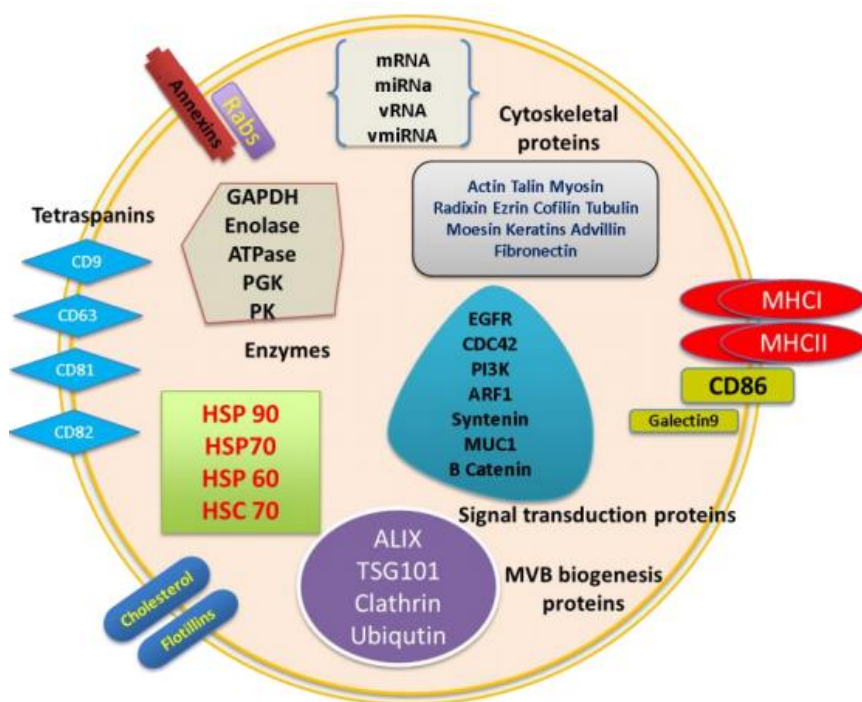 mRNA
miRNa
vRNA
vmiRNA
Annexins
Rabs
Cytoskeletal
proteins
Actin Talin Myosin
Radixin Ezrin Cofilin Tubulin
Moesin Keratins Advillin
Fibronectin
Tetraspanins
CD9
CD63
CD81
CD82
GAPDH
Enolase
ATPase
PGK
PK
Enzymes
EGFR
CDC42
PI3K
ARF1
Syntenin
MUC1
B Catenin
Signal transduction proteins
MHCI
MHCII
CD86
Galectin9
HSP 90
HSP70
HSP 60
HSC 70
ALIX
TSG101
Clathrin
Ubiqutin
MVB biogenesis
proteins
Cholesterol
Flotillins